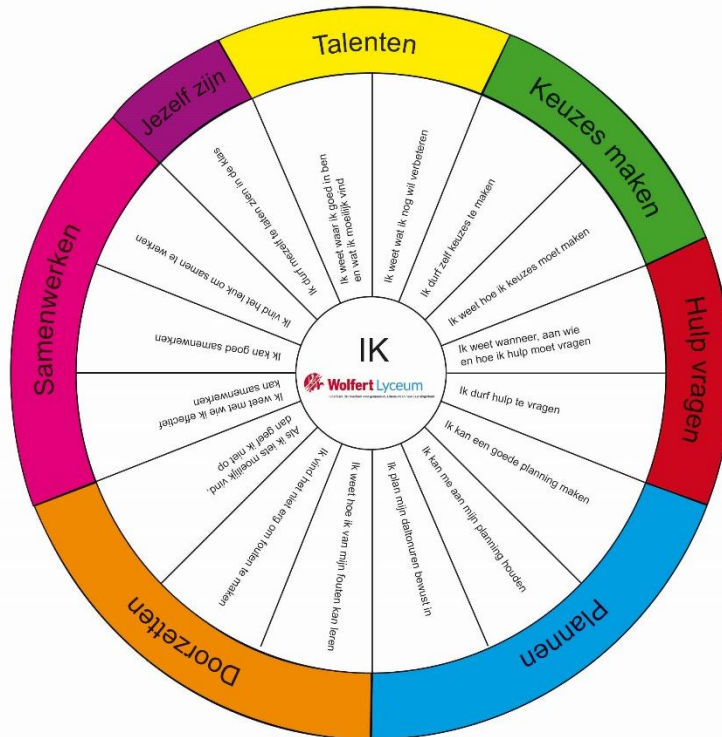 Talenten
Keuzes maken
Hulp vragen
Plannen
Doorzetten
Samenwerken
Jezelf zijn
Ik weet waar ik goed in ben
en wat ik moeilijk vind
Ik weet wat ik nog wil verbeteren
Ik durf zelf keuzes te maken
Ik weet hoe ik keuzes moet maken
Ik weet wanneer, aan wie
en hoe ik hulp moet vragen
Ik durf hulp te vragen
Ik kan een goede planning maken
Ik kan me aan mijn planning houden
Ik plan mijn daltonuren bewust in
Ik weet hoe ik van mijn fouten kan leren
Ik vind het niet erg om fouten te maken
Als ik iets moeilijk vind,
dan geef ik niet op
Ik weet met wie ik effectief
kan samenwerken
Ik kan goed samenwerken
Ik vind het leuk om samen te werken
Ik durf mezelf te laten zien in de klas
IK
Wolfert Lyceum